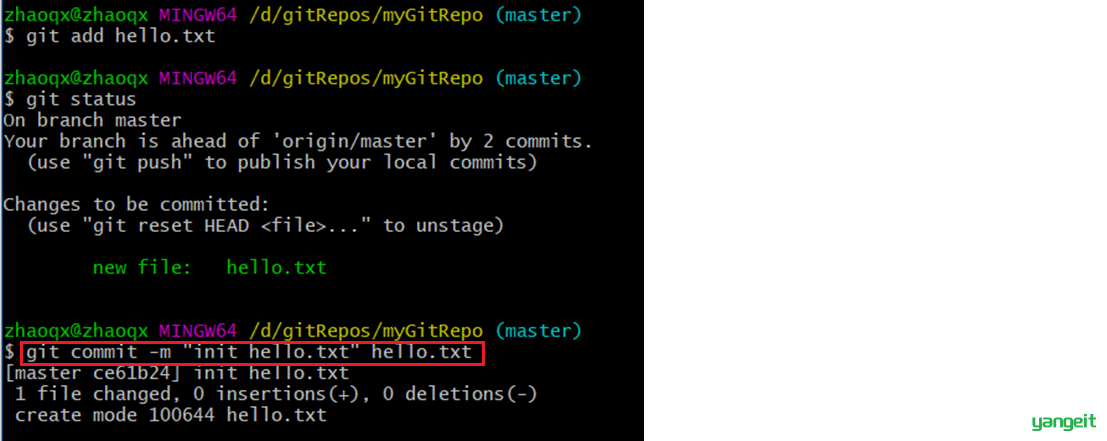 zhaoqx@zhaoqx MINGW64 /d/gitRepos/myGitRepo (master)
$ git add hello.txt
zhaoqx@zhaoqx MINGW64 /d/gitRepos/myGitRepo (master)
$ git status
On branch master
Your branch is ahead of 'origin/master' by 2 commits.
  (use "git push" to publish your local commits)
Changes to be committed:
  (use "git reset HEAD <file>..." to unstage)
        new file:   hello.txt
zhaoqx@zhaoqx MINGW64 /d/gitRepos/myGitRepo (master)
$ git commit -m "init hello.txt" hello.txt
[master ce61b24] init hello.txt
 1 file changed, 0 insertions(+), 0 deletions(-)
 create mode 100644 hello.txt
yangeit